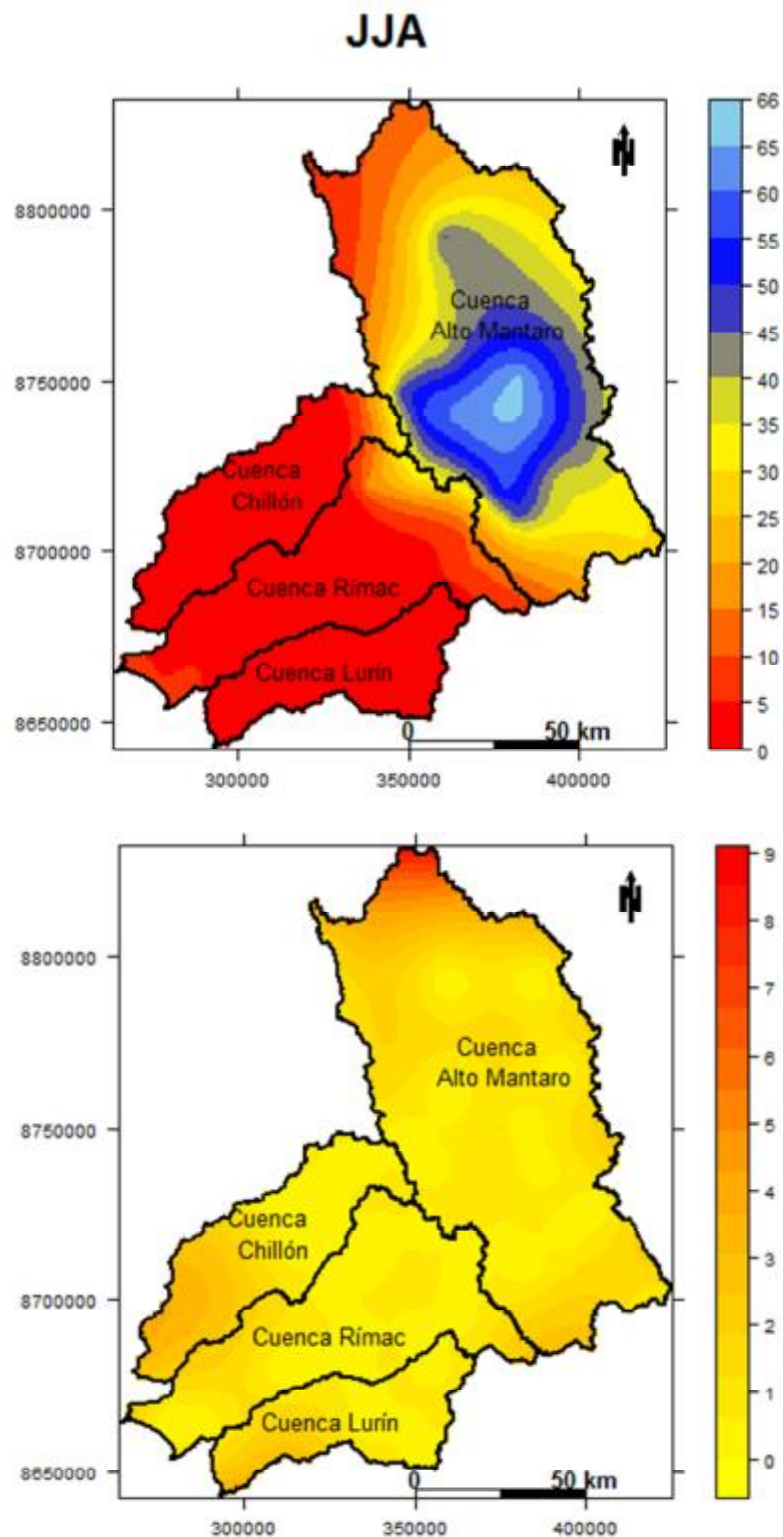 JJA
N
66
65
60
55
50
45
40
35
30
25
20
15
10
5
0
8800000
8750000
8700000
8650000
Cuenca
Alto Mantaro
Cuenca
Chillón
Cuenca Rímac
Cuenca Lurín
0 50 km
300000 350000 400000
N
9
8
7
6
5
4
3
2
1
0
8800000
8750000
8700000
8650000
Cuenca
Alto Mantaro
Cuenca
Chillón
Cuenca Rímac
Cuenca Lurín
0 50 km
300000 350000 400000